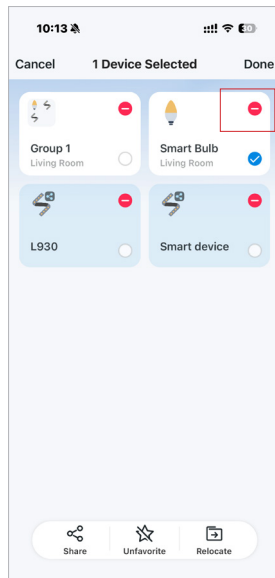 10:13
Cancel 1 Device Selected Done
Group 1
Living Room
Smart Bulb
Living Room
L930
Smart device
Share Unfavorite Relocate